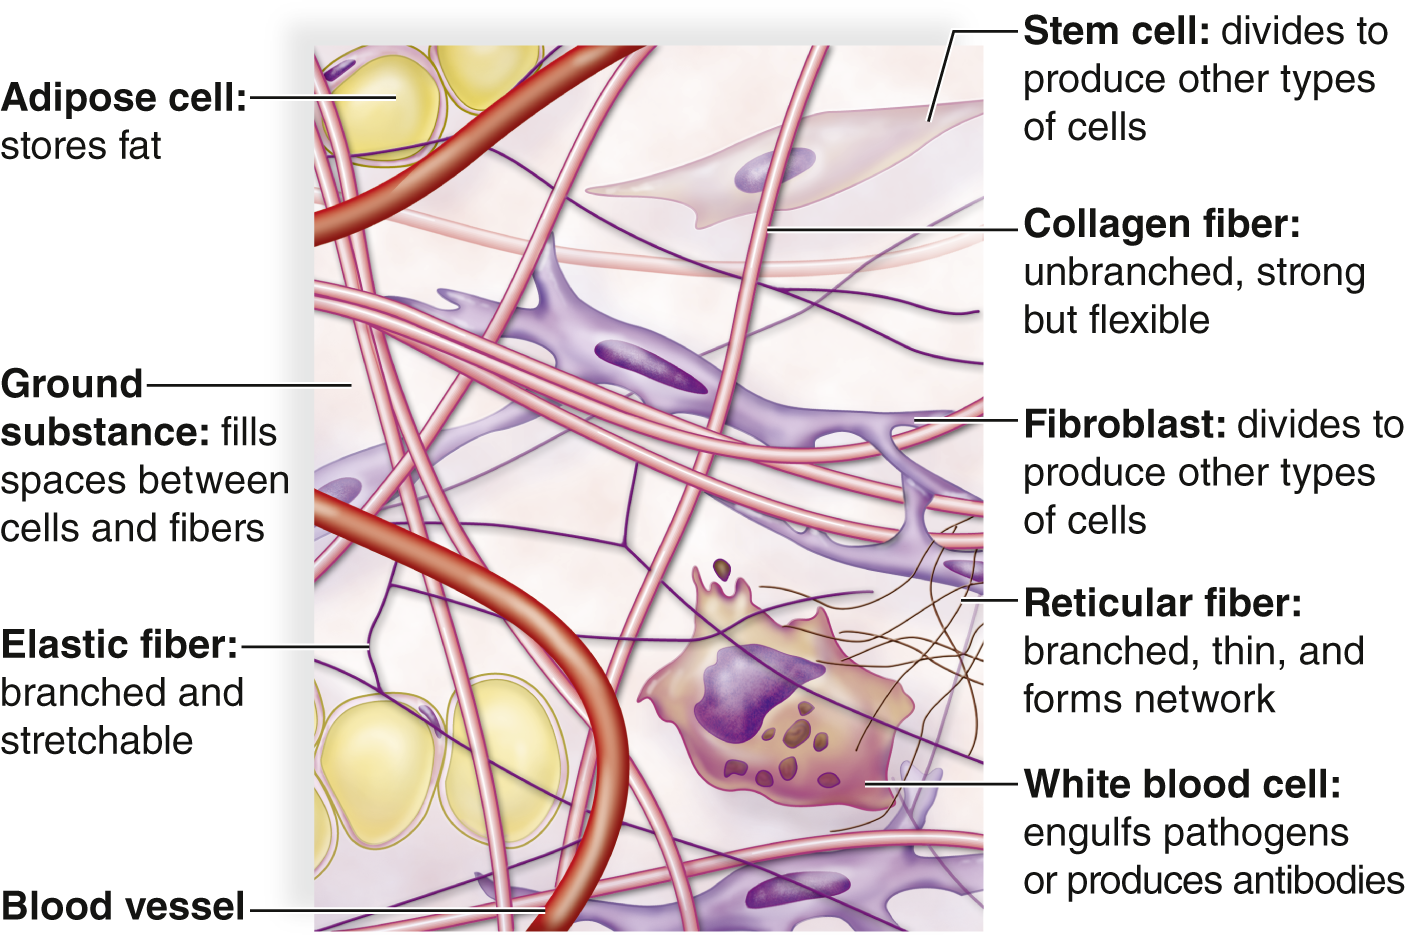 Adipose cell:
stores fat
Ground
substance: fills
spaces between
cells and fibers
Elastic fiber:
branched and
stretchable
Blood vessel
Stem cell: divides to
produce other types
of cells
Collagen fiber:
unbranched, strong
but flexible
Fibroblast: divides to
produce other types
of cells
Reticular fiber:
branched, thin, and
forms network
White blood cell:
engulfs pathogens
or produces antibodies